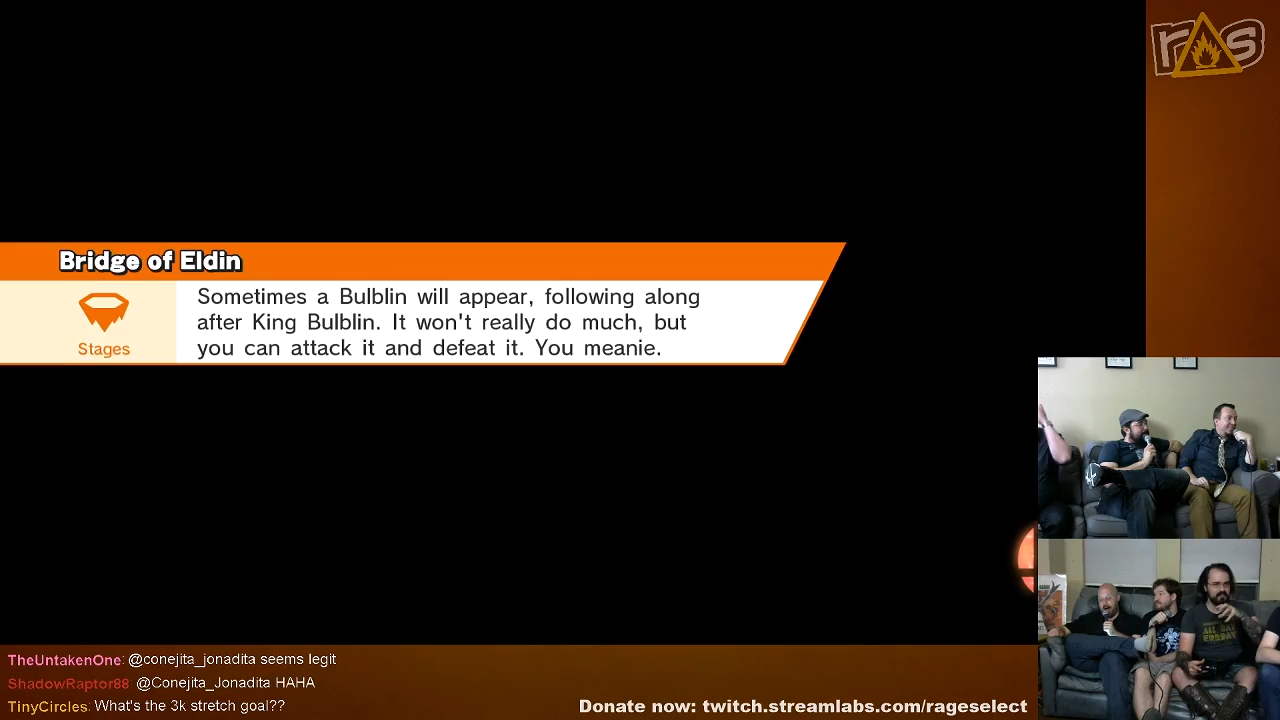 ras
Bridge of Eldin
Stages
Sometimes a Bulblin will appear, following along
after King Bulblin. It won't really do much, but
you can attack it and defeat it. You meanie.
TheUntakenOne: @conejita_jonadita seems legit
ShadowRaptor88 @Conejita_Jonadita HAHA
TinyCircles: What's the 3k stretch goal??
Donate now: twitch.streamlabs.com/rageselect